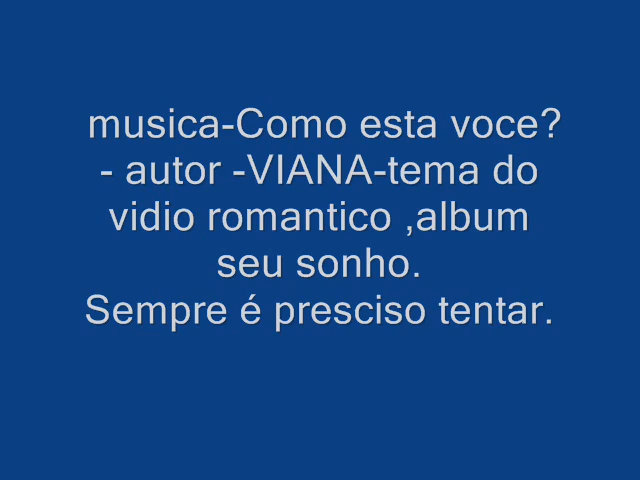 musica-Como esta voce?
- autor -VIANA-tema do
vidio romantico ,album
seu sonho.
Sempre é presciso tentar.